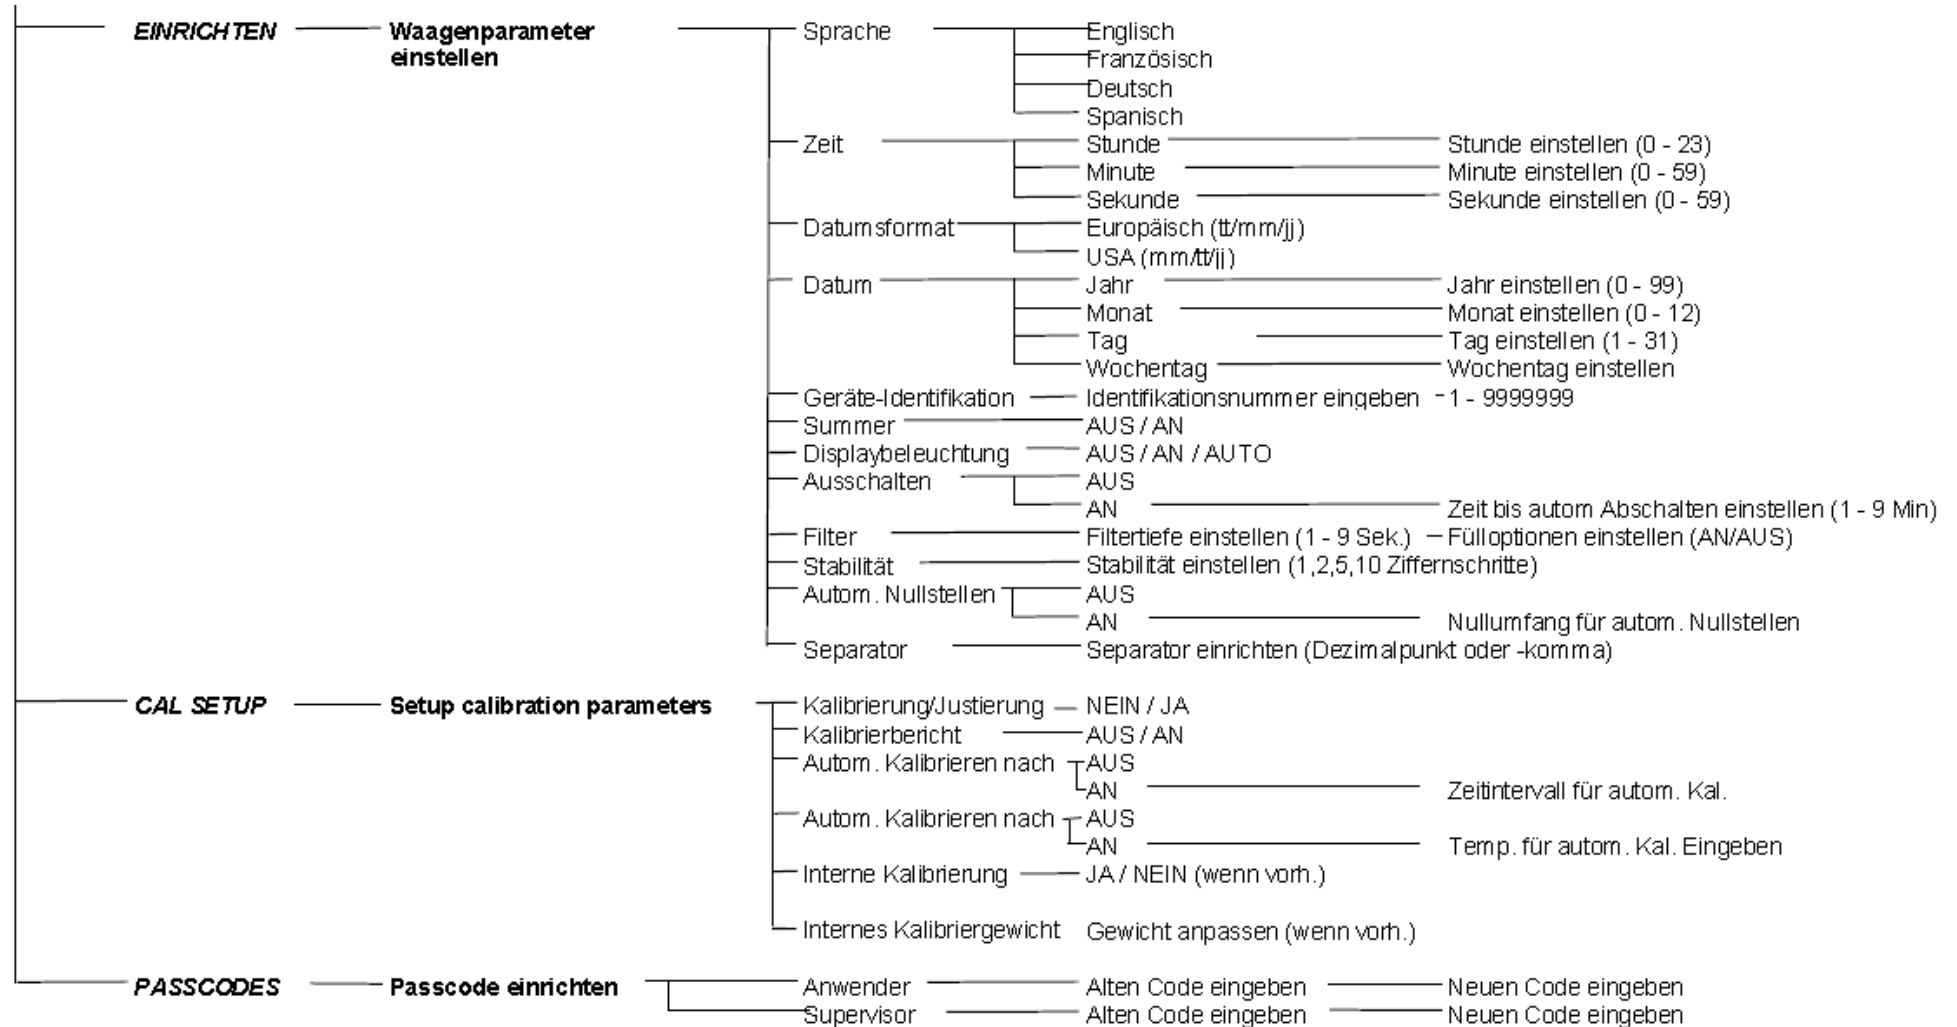 EINRICHTEN Waagenparameter Sprache Englisch
einstellen Französisch
Deutsch
Spanisch
Zeit Stunde Stunde einstellen (0 - 23)
Minute Minute einstellen (0 - 59)
Sekunde Sekunde einstellen (0 - 59)
Datumsformat Europäisch (tt/mm/jj)
USA (mm/tt/jj)
Datum Jahr Jahr einstellen (0 - 99)
Monat Monat einstellen (0 - 12)
Tag Tag einstellen (1 - 31)
Wochentag Wochentag einstellen
Geräte-Identifikation Identifikationsnummer eingeben 1 - 9999999
Summer AUS / AN
Displaybeleuchtung AUS / AN / AUTO
Ausschalten AUS
AN Zeit bis autom Abschalten einstellen (1 - 9 Min)
Filter Filtertiefe einstellen (1 - 9 Sek.) Fülloptionen einstellen (AN/AUS)
Stabilität Stabilität einstellen (1,2,5,10 Ziffernschritte)
Autom. Nullstellen AUS
AN Nullumfang für autom. Nullstellen
Separator Separator einrichten (Dezimalpunkt oder -komma)
CAL SETUP Setup calibration parameters Kalibrierung/Justierung NEIN / JA
Kalibrierbericht AUS / AN
Autom. Kalibrieren nach AUS
AN Zeitintervall für autom. Kal.
Autom. Kalibrieren nach AUS
AN Temp. für autom. Kal. Eingeben
Interne Kalibrierung JA / NEIN (wenn vorh.)
Internes Kalibriergewicht Gewicht anpassen (wenn vorh.)
PASSCODES Passcode einrichten Anwender Alten Code eingeben Neuen Code eingeben
Supervisor Alten Code eingeben Neuen Code eingeben